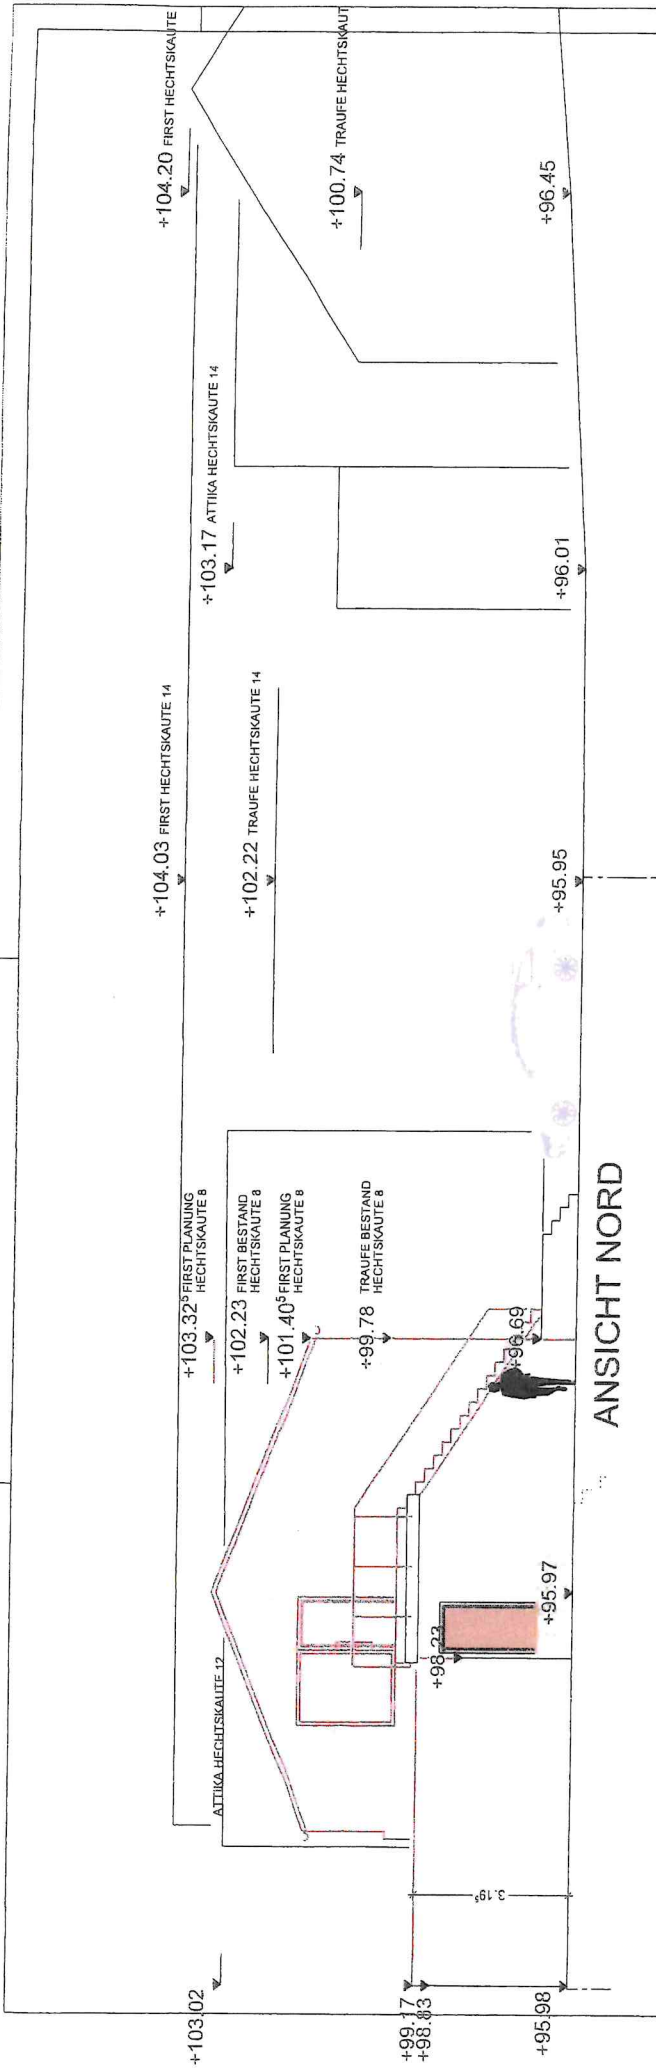 +103.02
+99.17
+98.83
+95.98
3.19⁵
ATTIKA HECHTSKAUTE 12
+98.23
+95.97
+103.32⁵ FIRST PLANUNG
HECHTSKAUTE 8
+102.23 FIRST BESTAND
HECHTSKAUTE 8
+101.40⁵ FIRST PLANUNG
HECHTSKAUTE 8
+99.78 TRAUFE BESTAND
HECHTSKAUTE 8
+96.69
ANSICHT NORD
+104.03 FIRST HECHTSKAUTE 14
+102.22 TRAUFE HECHTSKAUTE 14
+95.95
+103.17 ATTIKA HECHTSKAUTE 14
+96.01
+104.20 FIRST HECHTSKAUTE
+100.74 TRAUFE HECHTSKAUT
+96.45